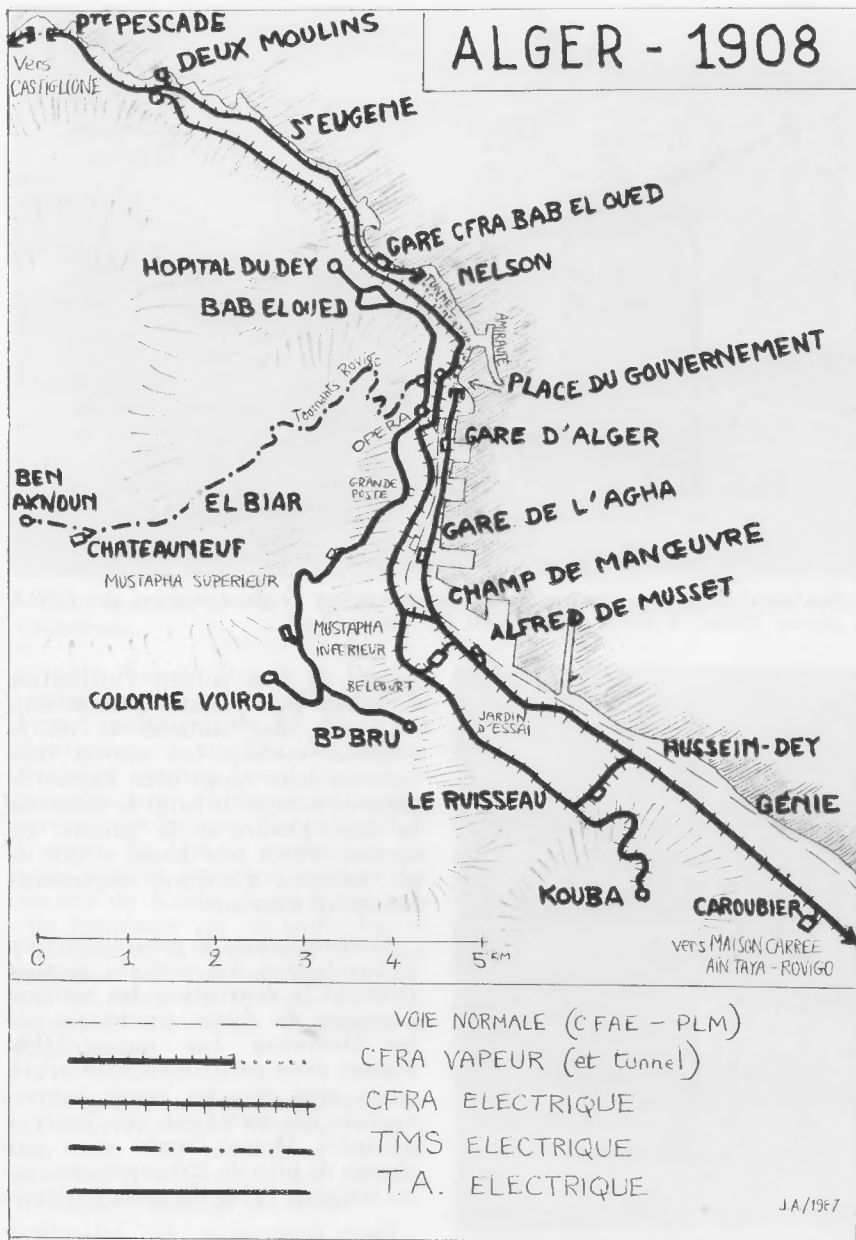 ALGER - 1908
PTE PESCADE
DEUX MOULINS
Vers
CASTIGLIONE
ST EUGENE
GARE CFRA BAB EL OUED
HOPITAL DU DEY
NELSON
BAB EL OUED
TUNNEL
AMIRAUTE
Tournants Rovigo
PLACE DU GOUVERNEMENT
OPERA
GARE D'ALGER
GRANDE
POSTE
BEN
AKNOUN
EL BIAR
GARE DE L'AGHA
CHATEAUNEUF
MUSTAPHA SUPERIEUR
CHAMP DE MANŒUVRE
ALFRED DE MUSSET
MUSTAPHA
INFERIEUR
BELCOURT
COLONNE VOIROL
BD BRU
JARDIN
D'ESSAI
HUSSEIN-DEY
LE RUISSEAU
GÉNIE
KOUBA
CAROUBIER
vers MAISON CARREE
AIN TAYA - ROVIGO
0 1 2 3 4 5 KM
VOIE NORMALE (CFAE - PLM)
CFRA VAPEUR (et tunnel)
CFRA ELECTRIQUE
TMS ELECTRIQUE
T.A. ELECTRIQUE
J.A/1987